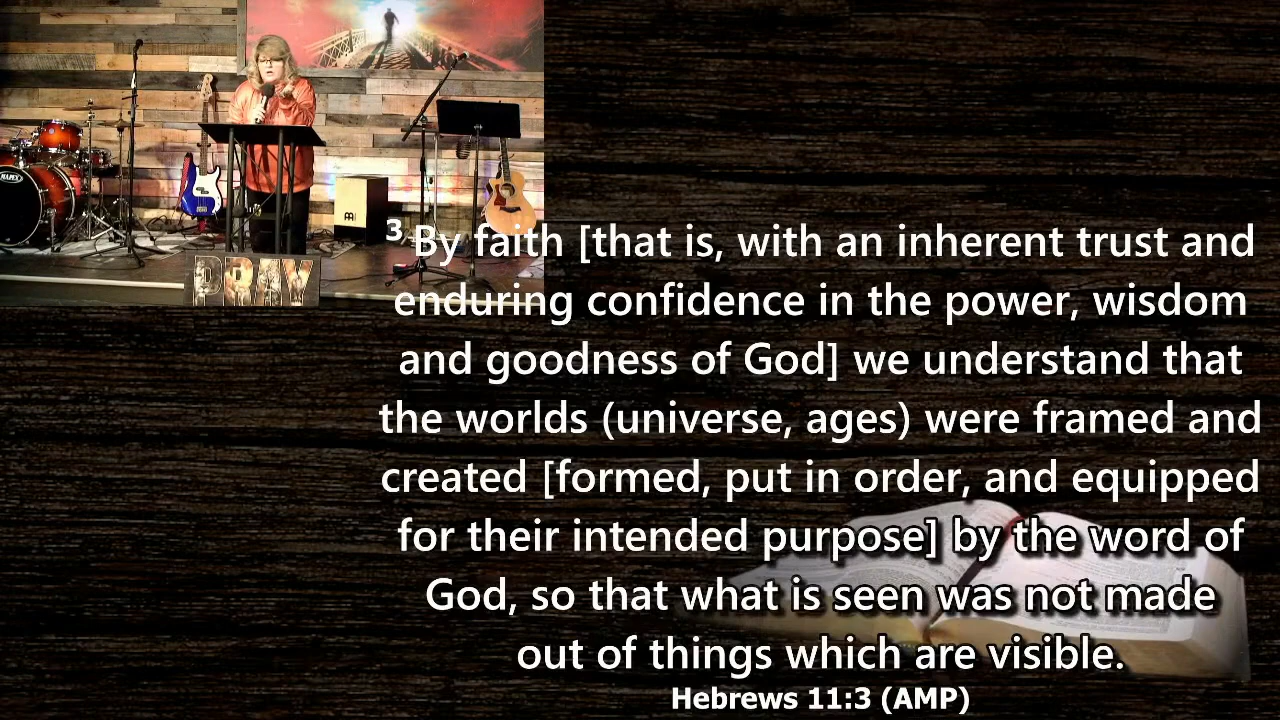 MAPEX
PRAY
3 By faith [that is, with an inherent trust and
enduring confidence in the power, wisdom
and goodness of God] we understand that
the worlds (universe, ages) were framed and
created [formed, put in order, and equipped
for their intended purpose] by the word of
God, so that what is seen was not made
out of things which are visible.
Hebrews 11:3 (AMP)